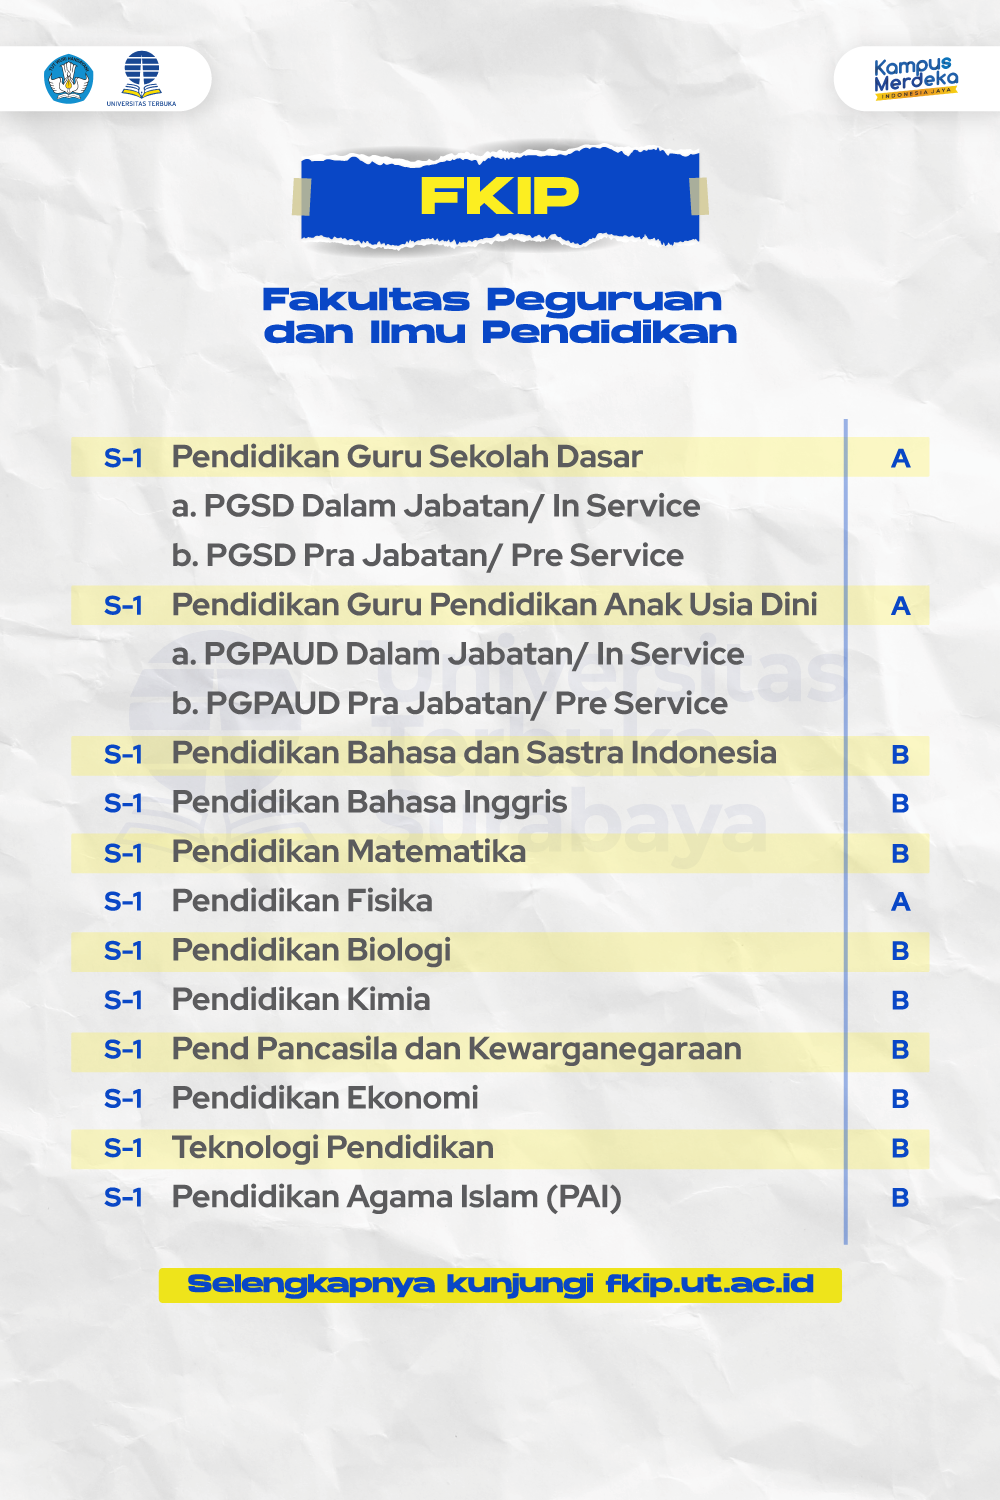 UNIVERSITAS TERBUKA
Kampus
Merdeka
INDONESIA JAYA
FKIP
Fakultas Peguruan
dan Ilmu Pendidikan
S-1 Pendidikan Guru Sekolah Dasar A
a. PGSD Dalam Jabatan/ In Service
b. PGSD Pra Jabatan/ Pre Service
S-1 Pendidikan Guru Pendidikan Anak Usia Dini A
a. PGPAUD Dalam Jabatan/ In Service
b. PGPAUD Pra Jabatan/ Pre Service
S-1 Pendidikan Bahasa dan Sastra Indonesia B
S-1 Pendidikan Bahasa Inggris B
S-1 Pendidikan Matematika B
S-1 Pendidikan Fisika A
S-1 Pendidikan Biologi B
S-1 Pendidikan Kimia B
S-1 Pend Pancasila dan Kewarganegaraan B
S-1 Pendidikan Ekonomi B
S-1 Teknologi Pendidikan B
S-1 Pendidikan Agama Islam (PAI) B
Universitas
Terbuka
Surabaya
Selengkapnya kunjungi fkip.ut.ac.id